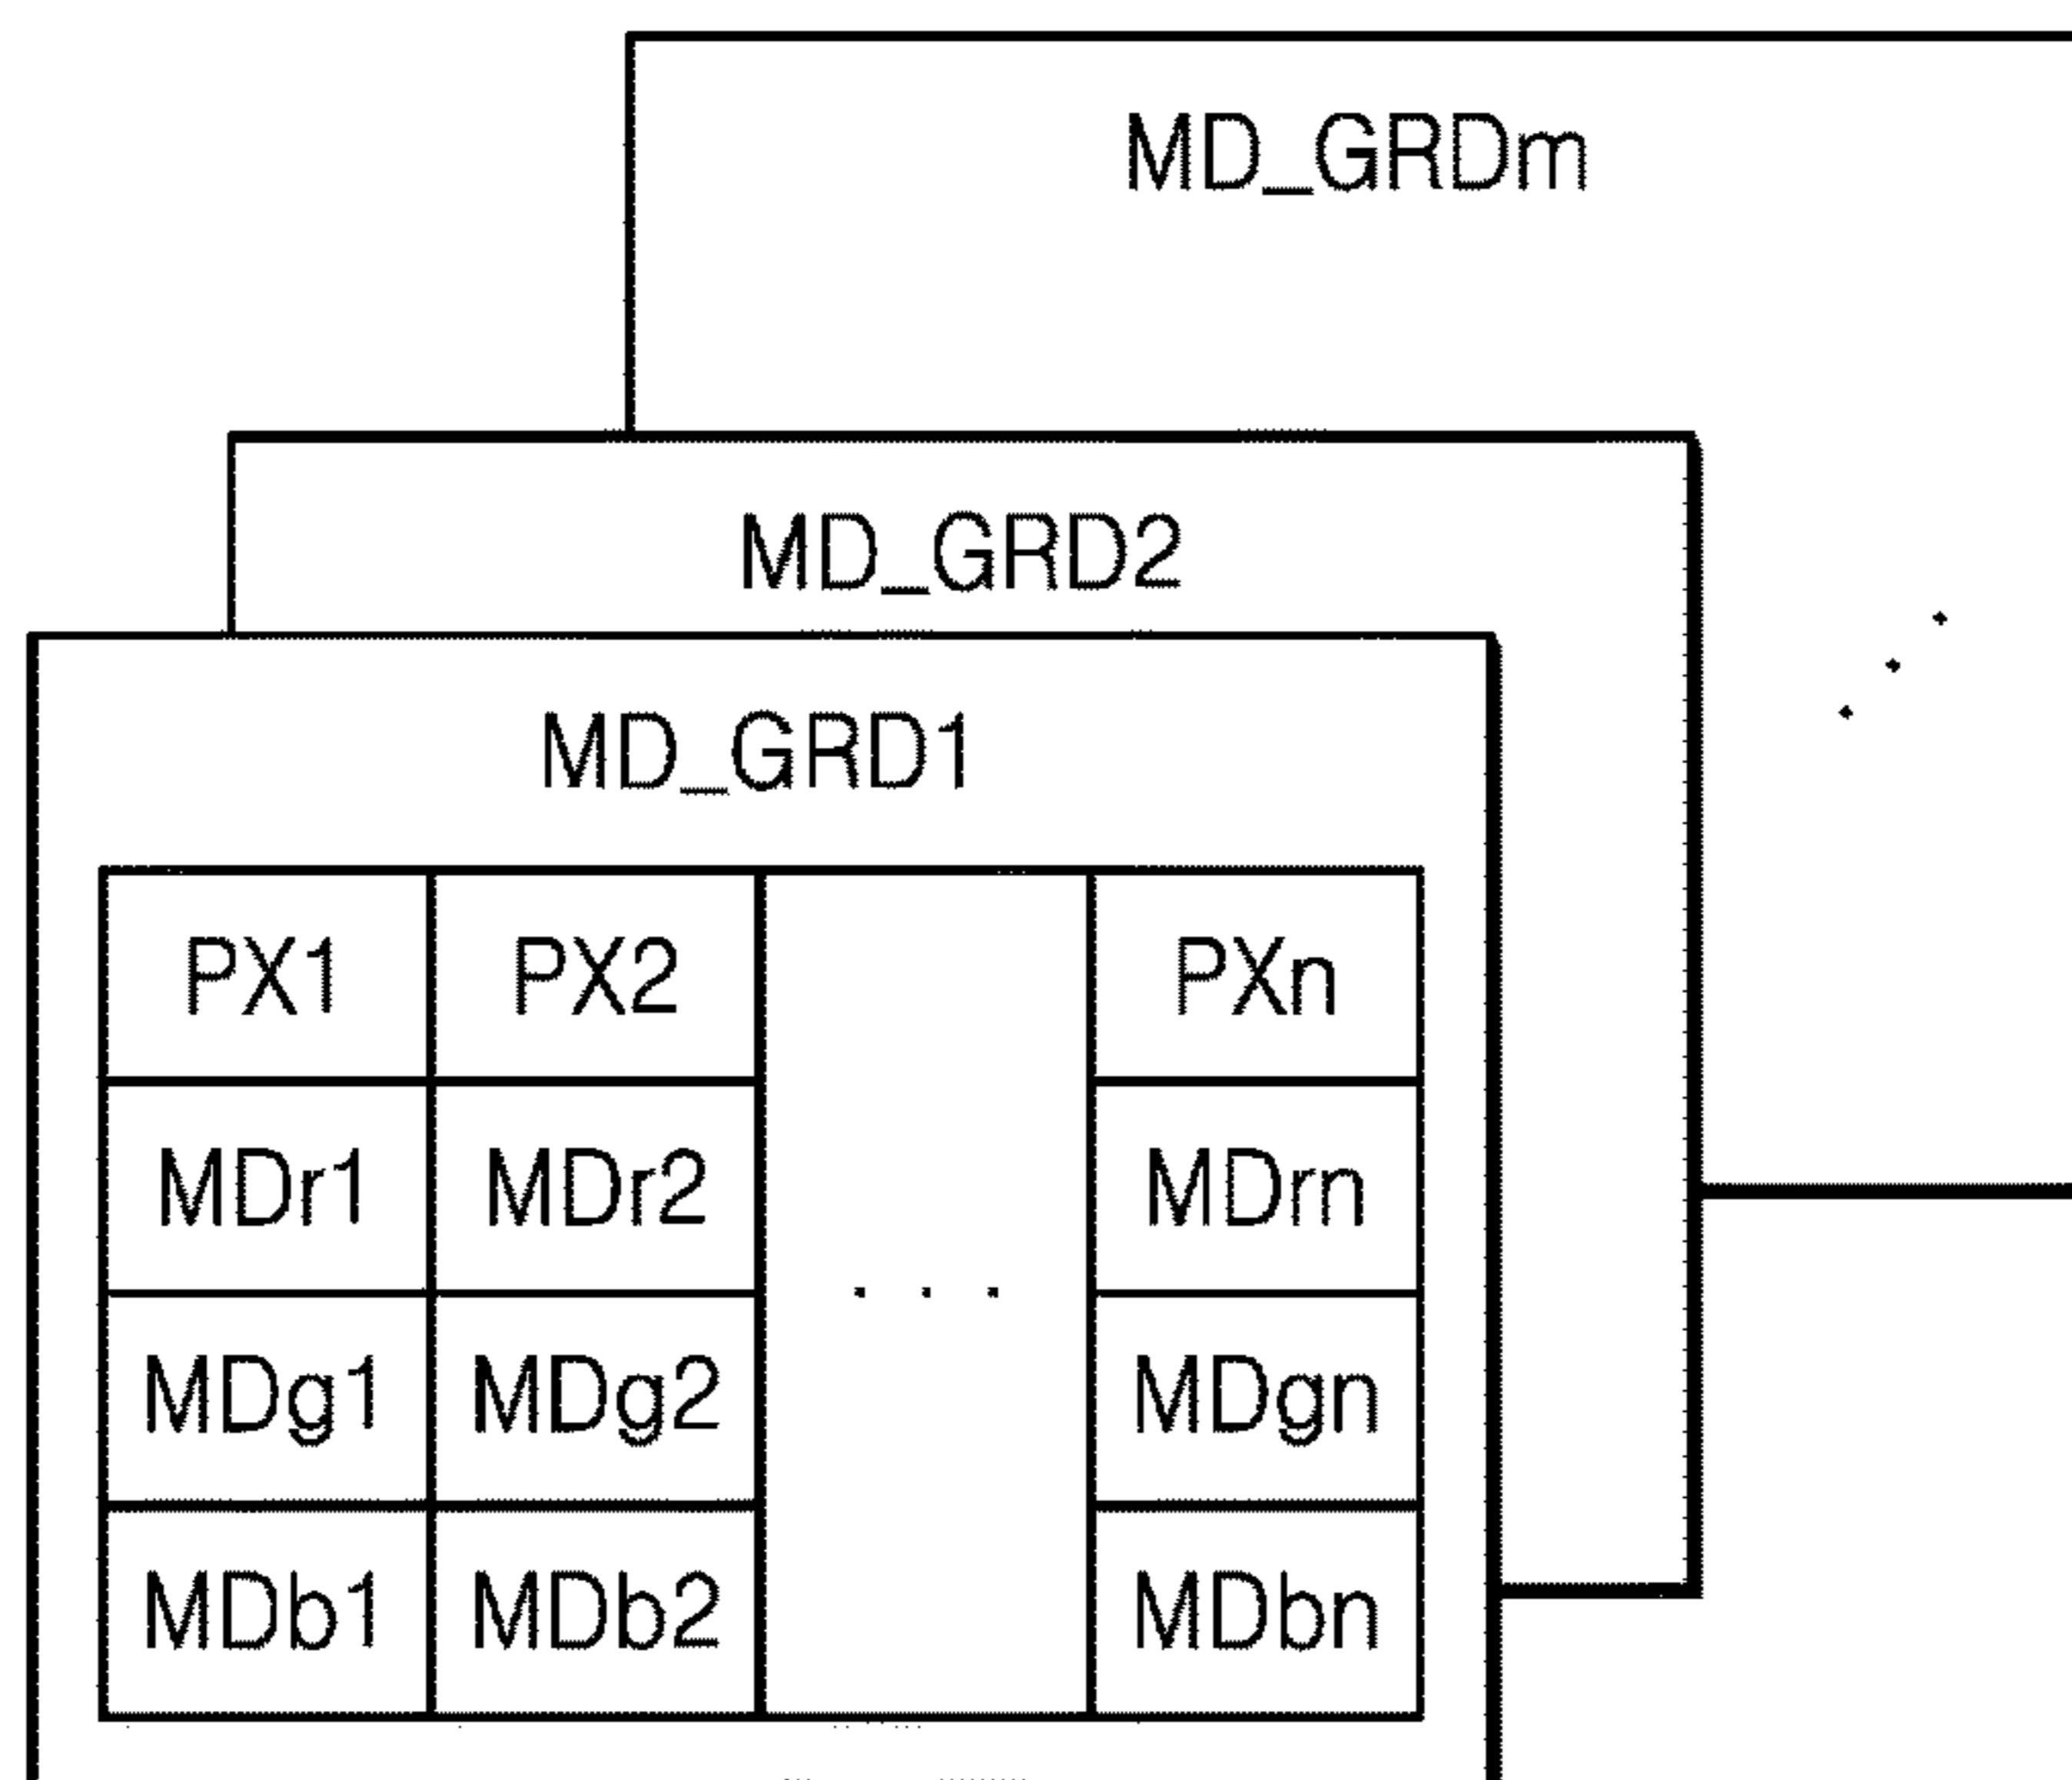 MD_GRDm
MD_GRD2
MD_GRD1
PX1 PX2 PXn
MDr1 MDr2 . . . MDrn
MDg1 MDg2 MDgn
MDb1 MDb2 MDbn